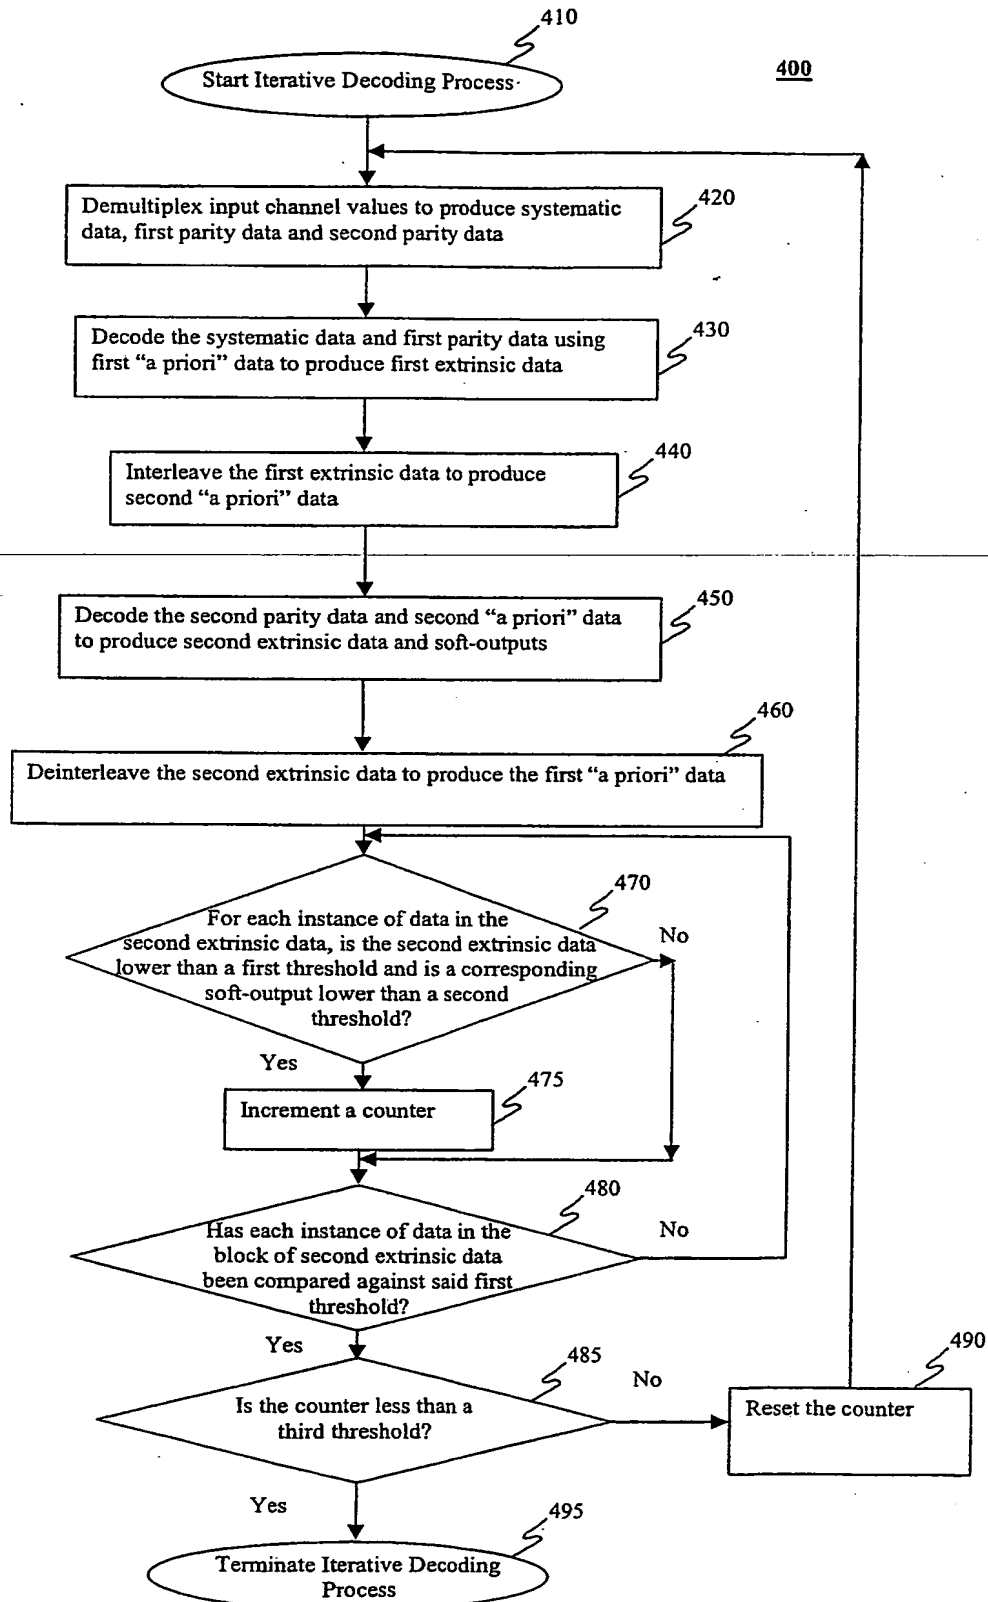 410
400
Start Iterative Decoding Process
Demultiplex input channel values to produce systematic
data, first parity data and second parity data
420
Decode the systematic data and first parity data using
first “a priori” data to produce first extrinsic data
430
Interleave the first extrinsic data to produce
second “a priori” data
440
Decode the second parity data and second “a priori” data
to produce second extrinsic data and soft-outputs
450
460
Deinterleave the second extrinsic data to produce the first “a priori” data
470
For each instance of data in the
second extrinsic data, is the second extrinsic data
lower than a first threshold and is a corresponding
soft-output lower than a second
threshold?
No
Yes
475
Increment a counter
480
Has each instance of data in the
block of second extrinsic data
been compared against said first
threshold?
No
Yes
485
Is the counter less than a
third threshold?
No
490
Reset the counter
Yes
495
Terminate Iterative Decoding
Process